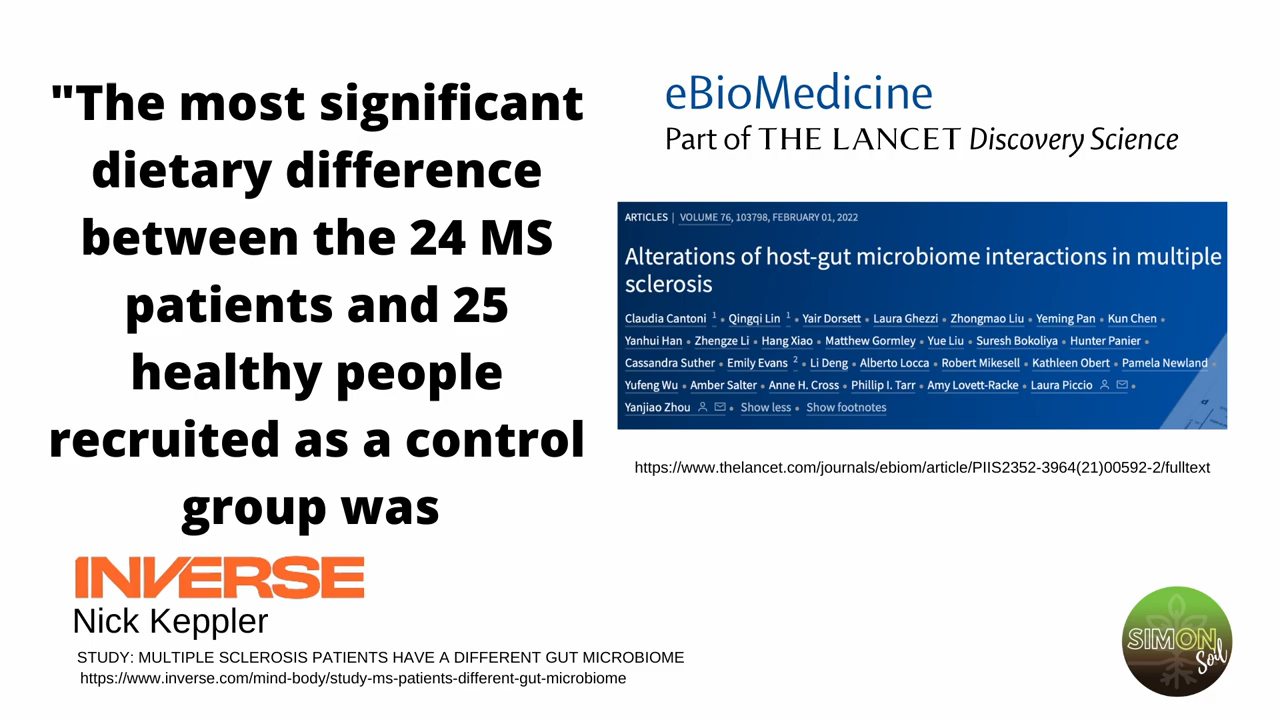 "The most significant
dietary difference
between the 24 MS
patients and 25
healthy people
recruited as a control
group was
INVERSE
Nick Keppler
STUDY: MULTIPLE SCLEROSIS PATIENTS HAVE A DIFFERENT GUT MICROBIOME
https://www.inverse.com/mind-body/study-ms-patients-different-gut-microbiome
eBioMedicine
Part of THE LANCET Discovery Science
ARTICLES | VOLUME 76, 103798, FEBRUARY 01, 2022
Alterations of host-gut microbiome interactions in multiple
sclerosis
Claudia Cantoni 1 • Qingqi Lin 1 • Yair Dorsett • Laura Ghezzi • Zhongmao Liu • Yeming Pan • Kun Chen •
Yanhui Han • Zhengze Li • Hang Xiao • Matthew Gormley • Yue Liu • Suresh Bokoliya • Hunter Panier •
Cassandra Suther • Emily Evans 2 • Li Deng • Alberto Locca • Robert Mikesell • Kathleen Obert • Pamela Newland •
Yufeng Wu • Amber Salter • Anne H. Cross • Phillip I. Tarr • Amy Lovett-Racke • Laura Piccio •
Yanjiao Zhou • Show less • Show footnotes
https://www.thelancet.com/journals/ebiom/article/PIIS2352-3964(21)00592-2/fulltext
SIMON
Soil